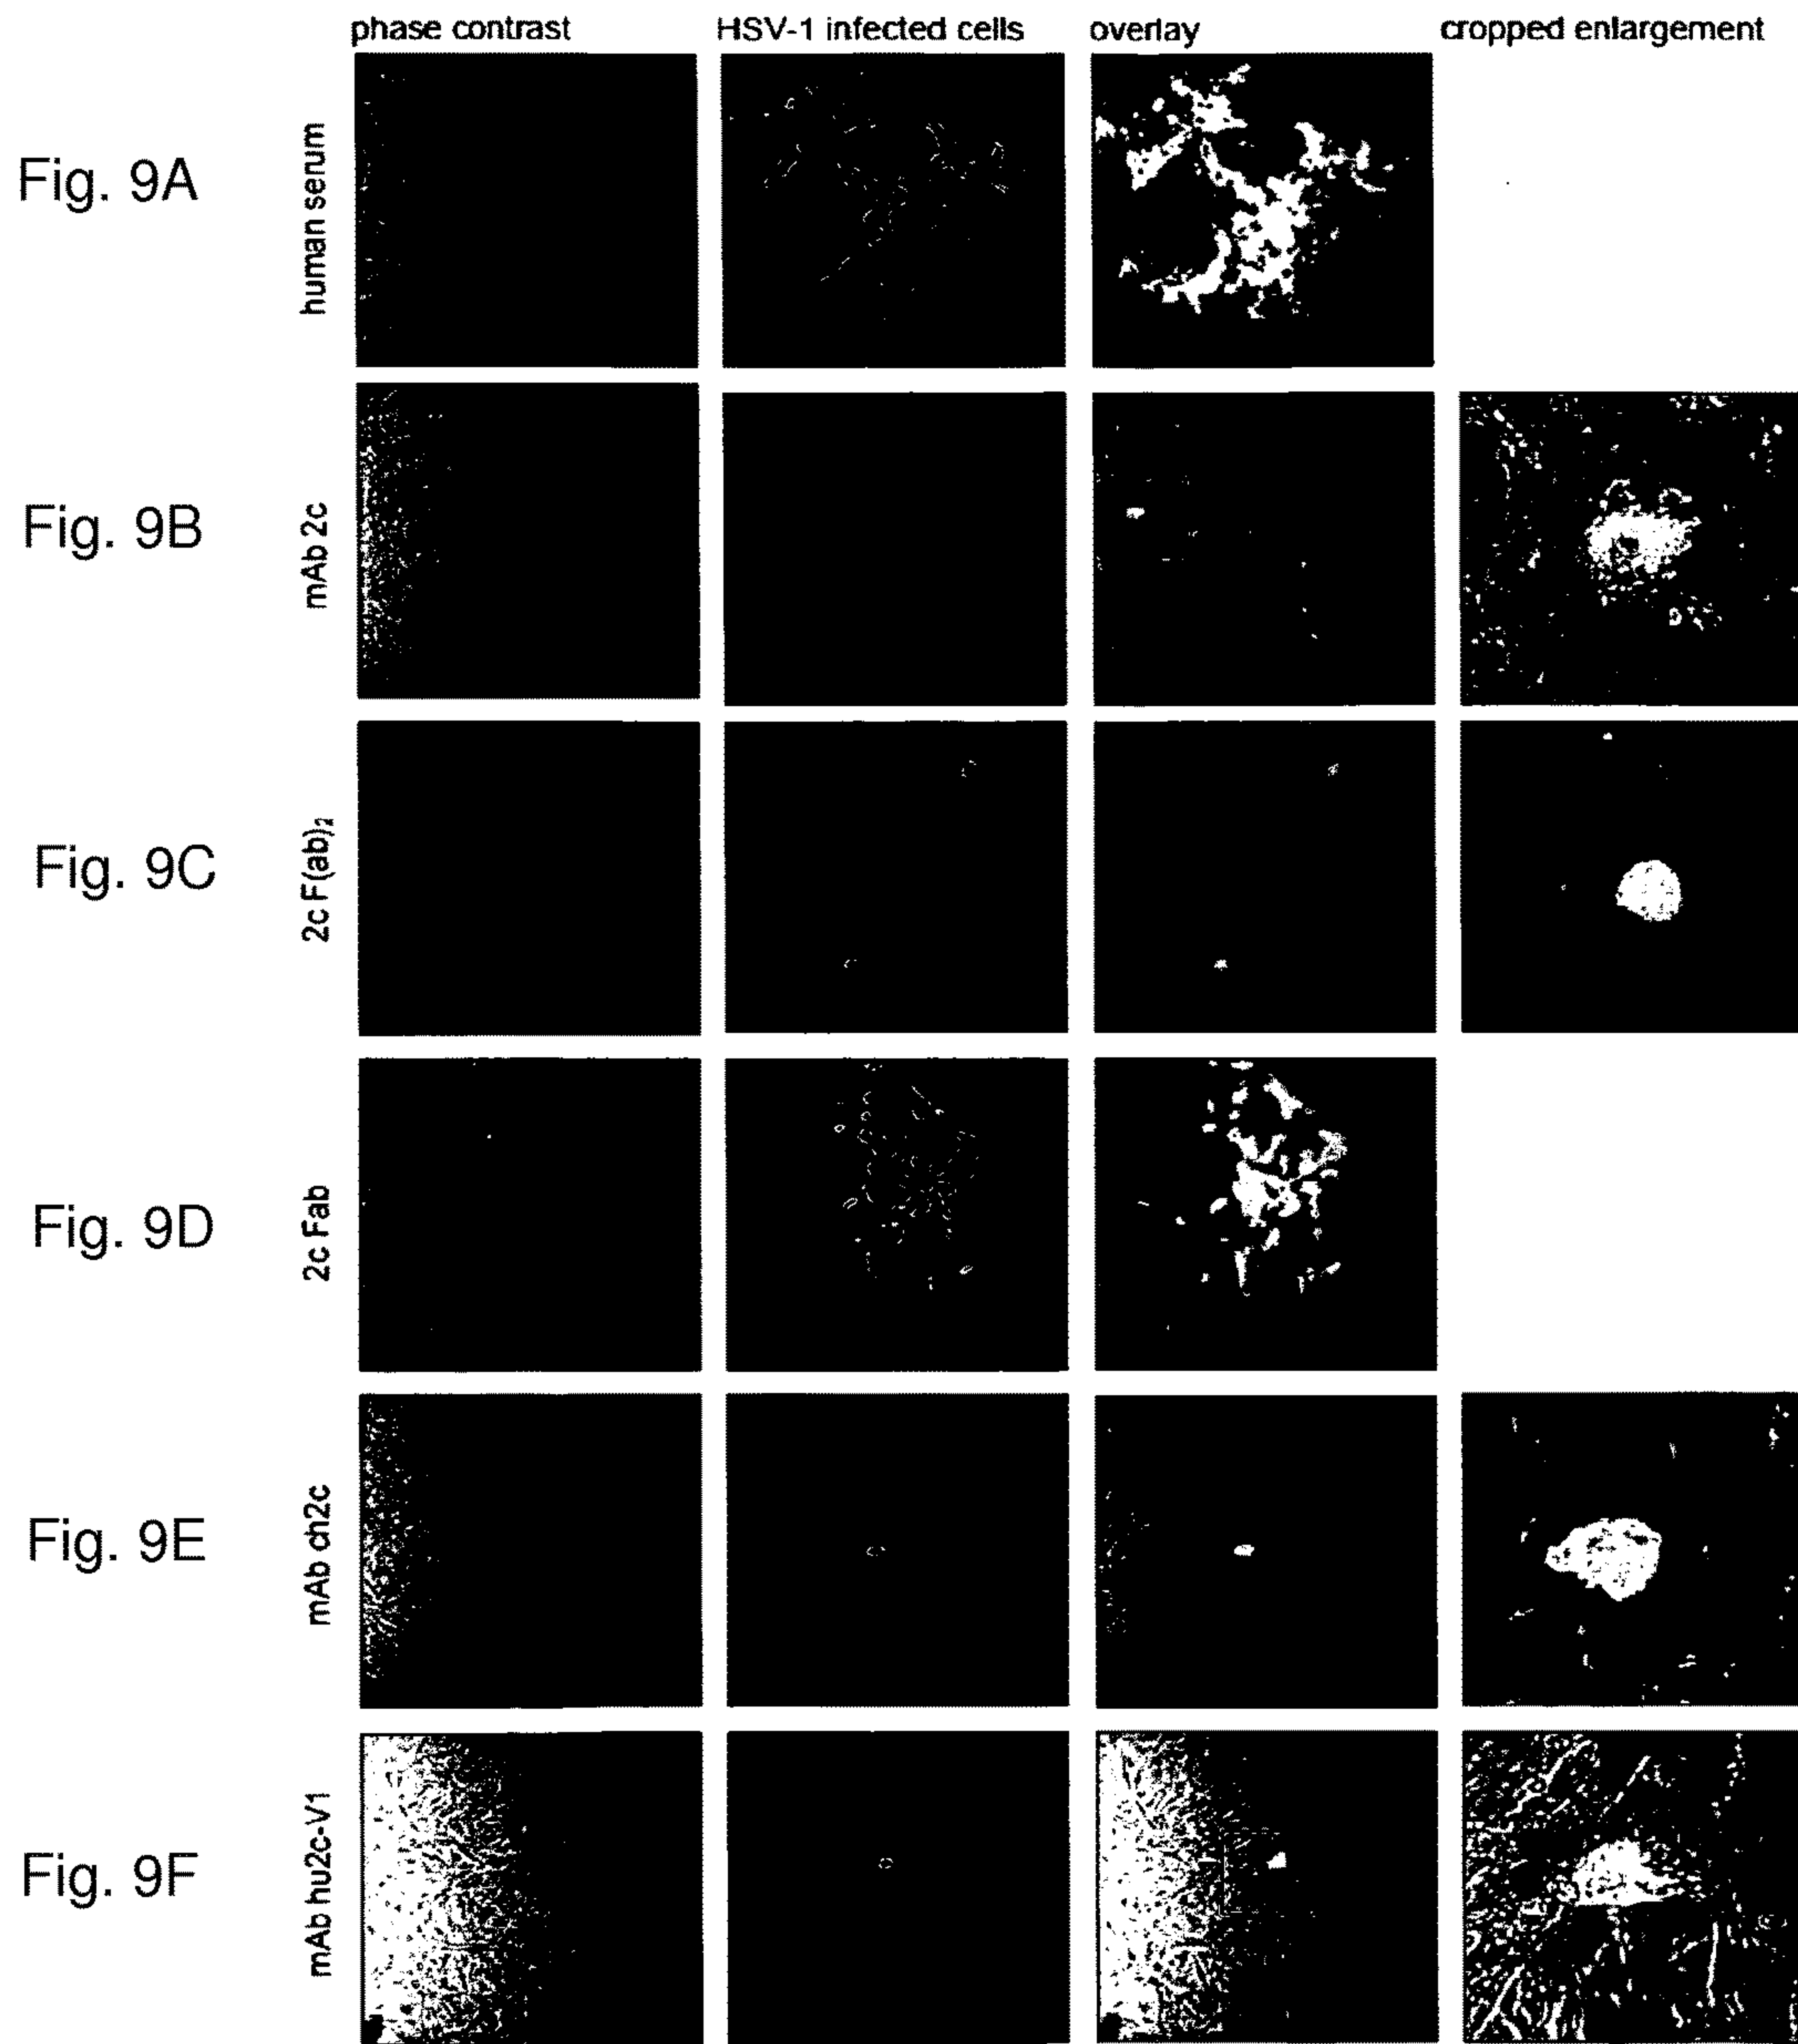 phase contrast HSV-1 infected cells overlay cropped enlargement
Fig. 9A human serum
Fig. 9B mAb 2c
Fig. 9C 2c F(ab)₂
Fig. 9D 2c Fab
Fig. 9E mAb ch2c
Fig. 9F mAb hu2c-V1